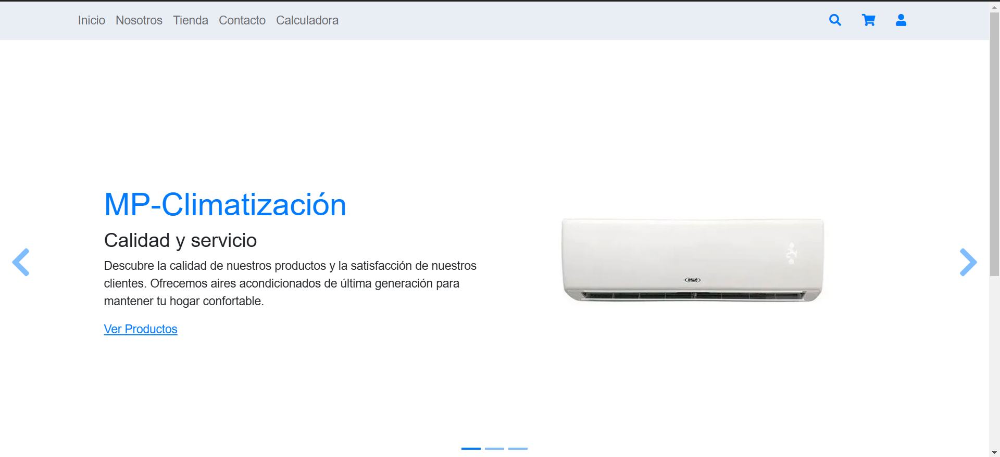 Inicio Nosotros Tienda Contacto Calculadora
MP-Climatización
Calidad y servicio
Descubre la calidad de nuestros productos y la satisfacción de nuestros
clientes. Ofrecemos aires acondicionados de última generación para
mantener tu hogar confortable.
Ver Productos